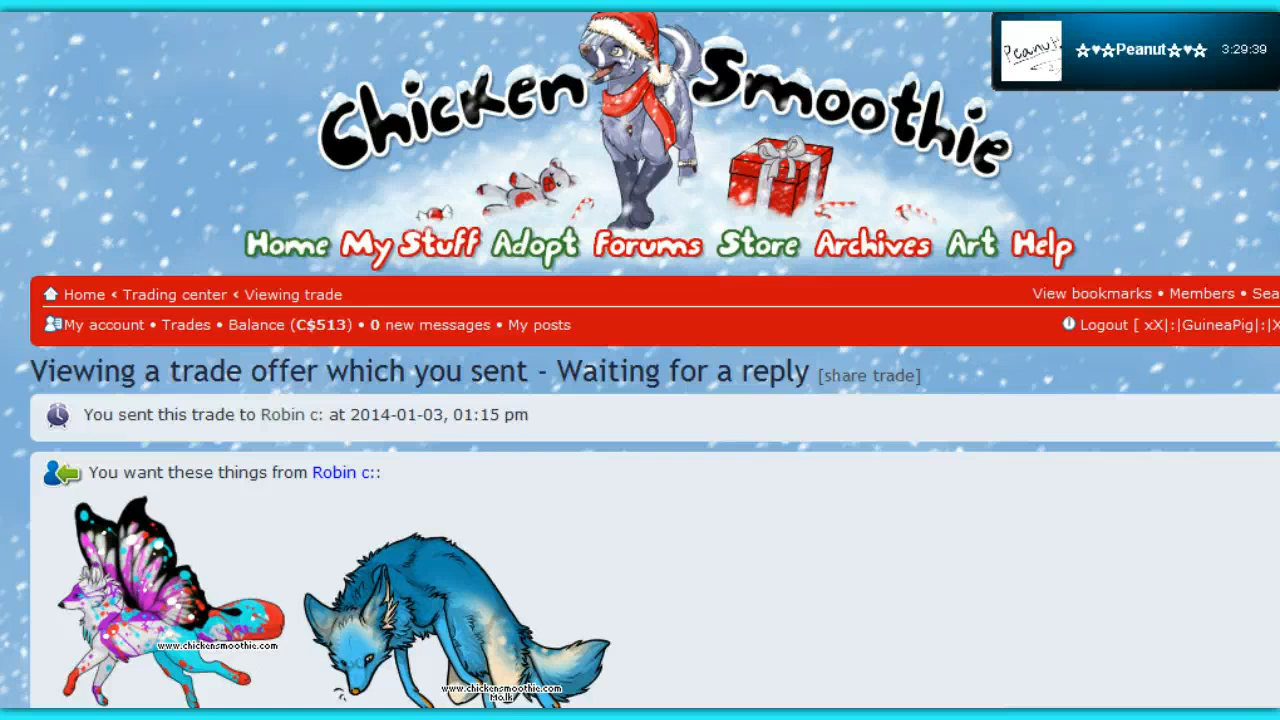 Chicken Smoothie
Peanut
☆♥☆Peanut☆♥☆ 3:29:39
Home My Stuff Adopt Forums Store Archives Art Help
Home ‹ Trading center ‹ Viewing trade
View bookmarks • Members • Sea
My account • Trades • Balance (C$513) • 0 new messages • My posts
Logout [ xX|:|GuineaPig|:|X
Viewing a trade offer which you sent - Waiting for a reply [share trade]
You sent this trade to Robin c: at 2014-01-03, 01:15 pm
You want these things from Robin c::
www.chickensmoothie.com
www.chickensmoothie.com